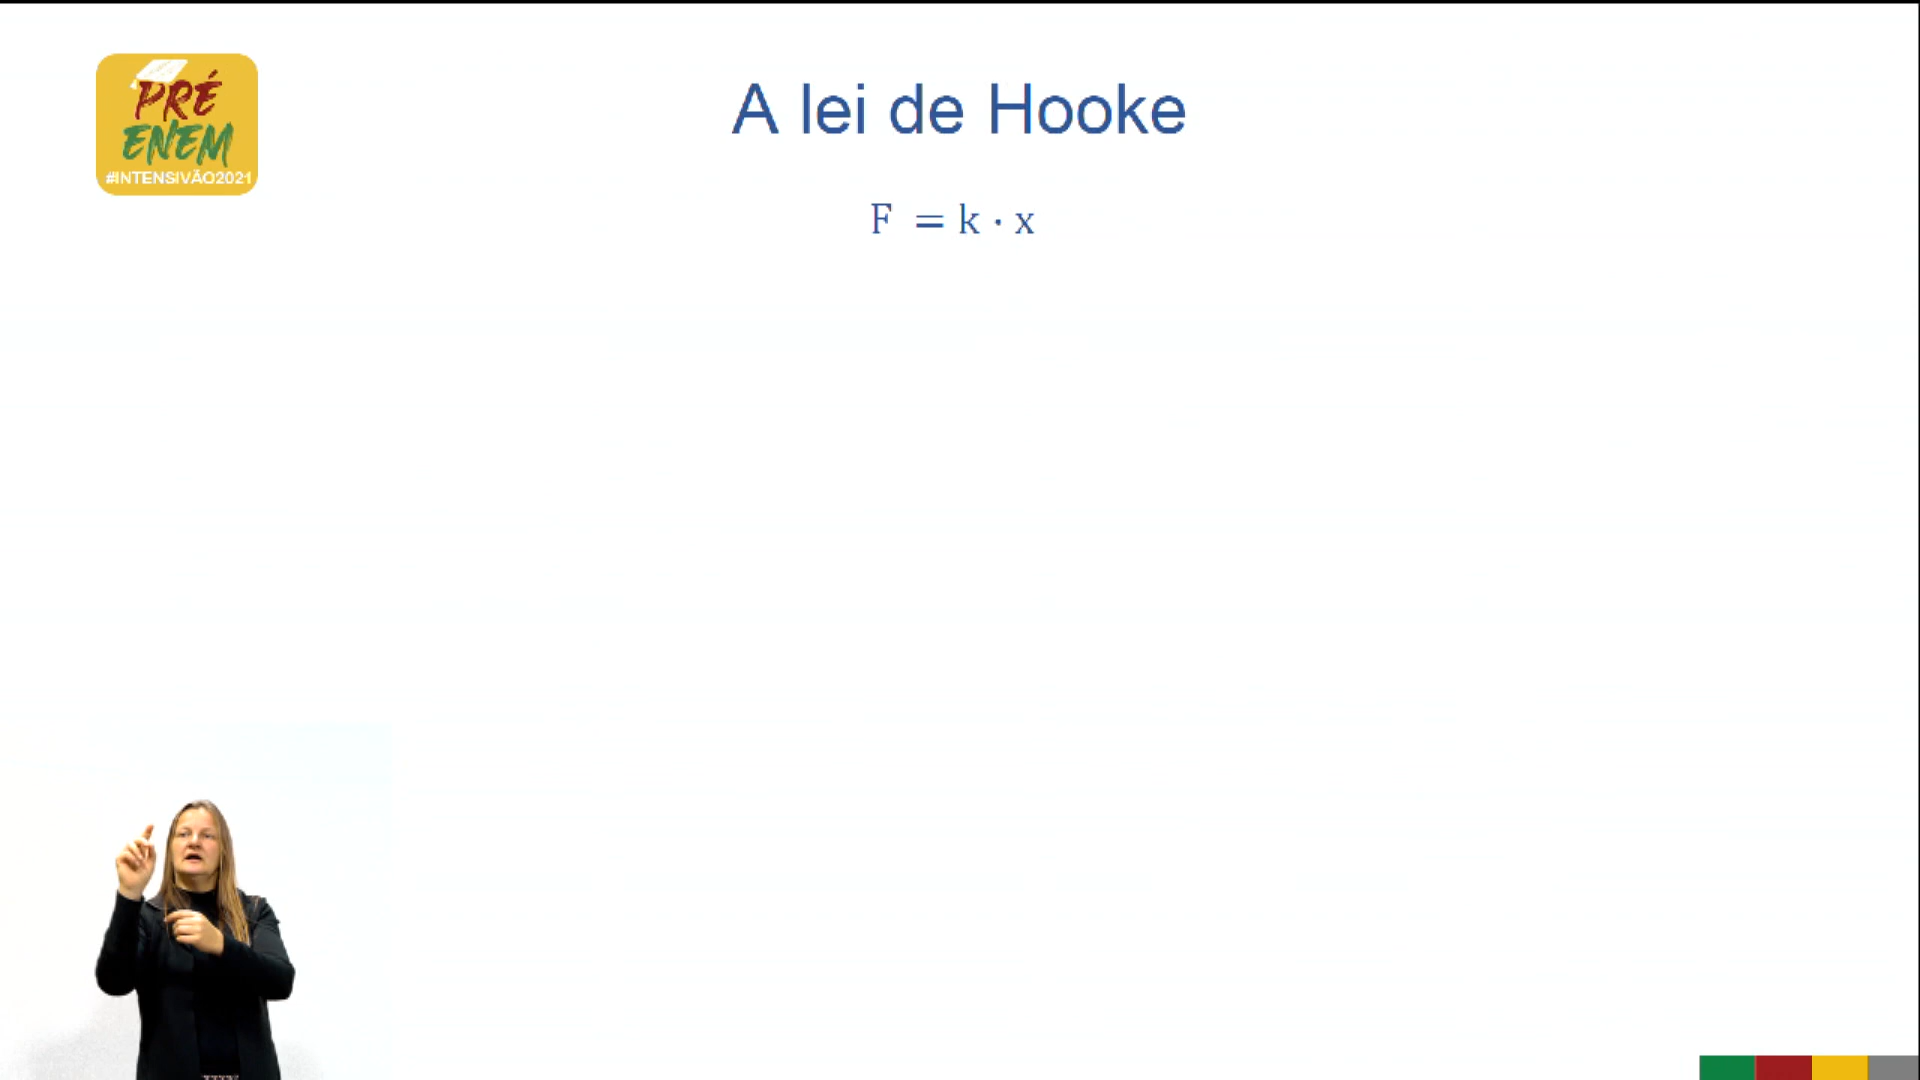 PRÉ
ENEM
#INTENSIVÃO2021
A lei de Hooke
F = k · x